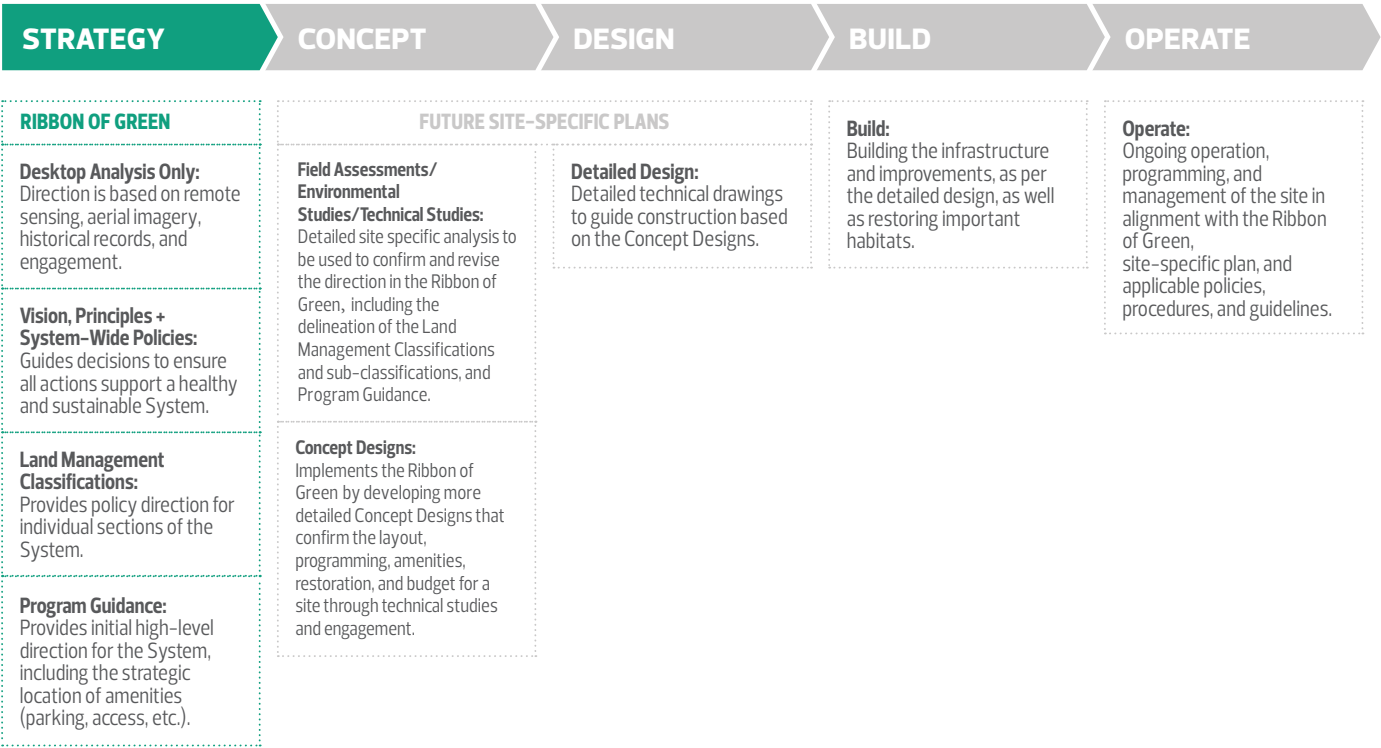 STRATEGY
CONCEPT
DESIGN
BUILD
OPERATE
RIBBON OF GREEN
Desktop Analysis Only:
Direction is based on remote
sensing, aerial imagery,
historical records, and
engagement.
Vision, Principles +
System-Wide Policies:
Guides decisions to ensure
all actions support a healthy
and sustainable System.
Land Management
Classifications:
Provides policy direction for
individual sections of the
System.
Program Guidance:
Provides initial high-level
direction for the System,
including the strategic
location of amenities
(parking, access, etc.).
FUTURE SITE-SPECIFIC PLANS
Field Assessments/
Environmental
Studies/Technical Studies:
Detailed site specific analysis to
be used to confirm and revise
the direction in the Ribbon of
Green, including the
delineation of the Land
Management Classifications
and sub-classifications, and
Program Guidance.
Concept Designs:
Implements the Ribbon of
Green by developing more
detailed Concept Designs that
confirm the layout,
programming, amenities,
restoration, and budget for a
site through technical studies
and engagement.
Detailed Design:
Detailed technical drawings
to guide construction based
on the Concept Designs.
Build:
Building the infrastructure
and improvements, as per
the detailed design, as well
as restoring important
habitats.
Operate:
Ongoing operation,
programming, and
management of the site in
alignment with the Ribbon
of Green,
site-specific plan, and
applicable policies,
procedures, and guidelines.